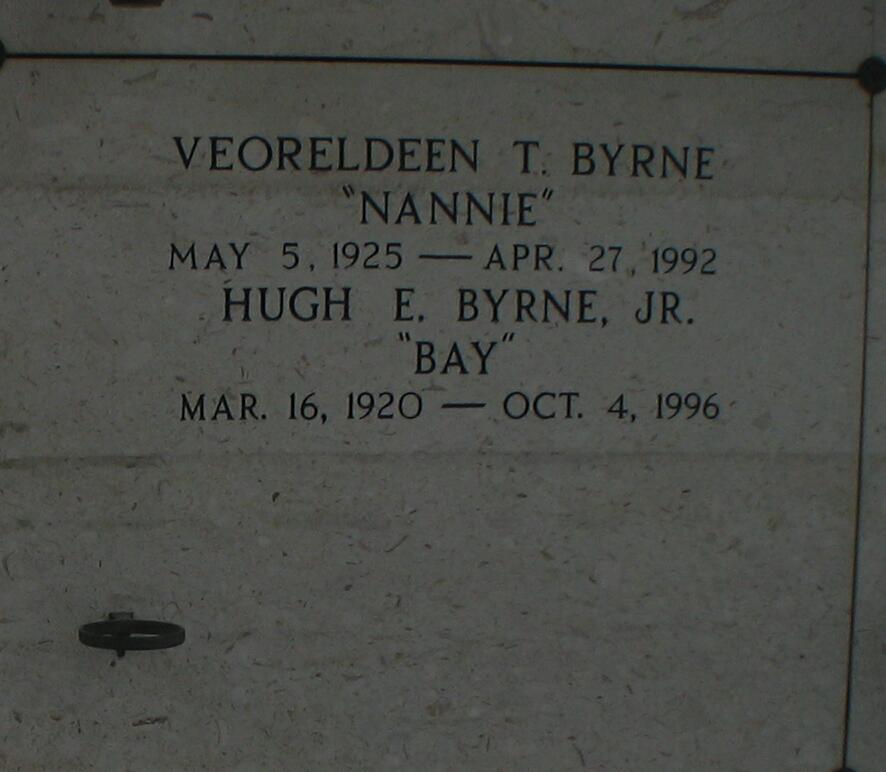 VEORELDEEN T. BYRNE
"NANNIE"
MAY 5, 1925 — APR. 27, 1992
HUGH E. BYRNE, JR.
"BAY"
MAR. 16, 1920 — OCT. 4, 1996